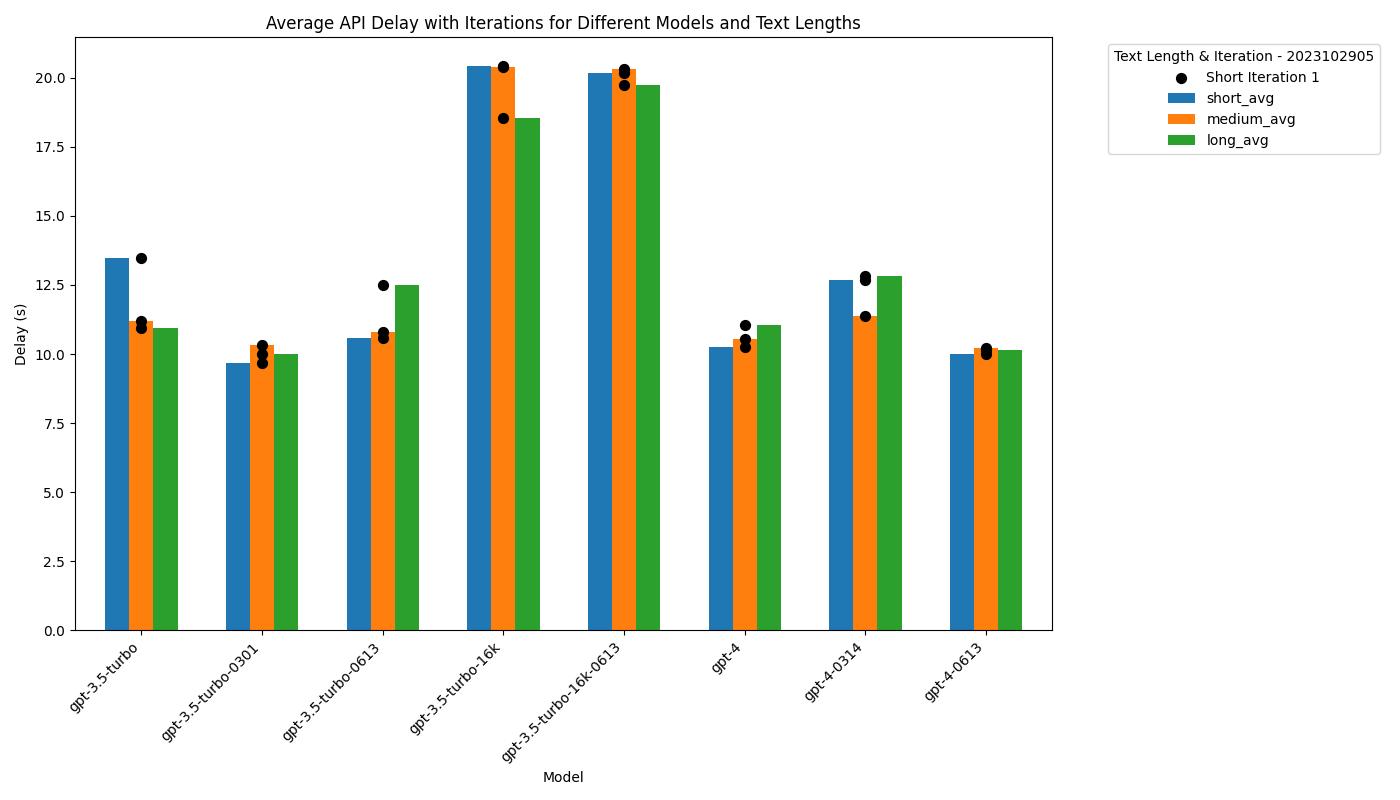 Average API Delay with Iterations for Different Models and Text Lengths
Text Length & Iteration - 2023102905
Short Iteration 1
short_avg
medium_avg
long_avg
Delay (s)
20.0
17.5
15.0
12.5
10.0
7.5
5.0
2.5
0.0
gpt-3.5-turbo
gpt-3.5-turbo-0301
gpt-3.5-turbo-0613
gpt-3.5-turbo-16k
gpt-3.5-turbo-16k-0613
gpt-4
gpt-4-0314
gpt-4-0613
Model